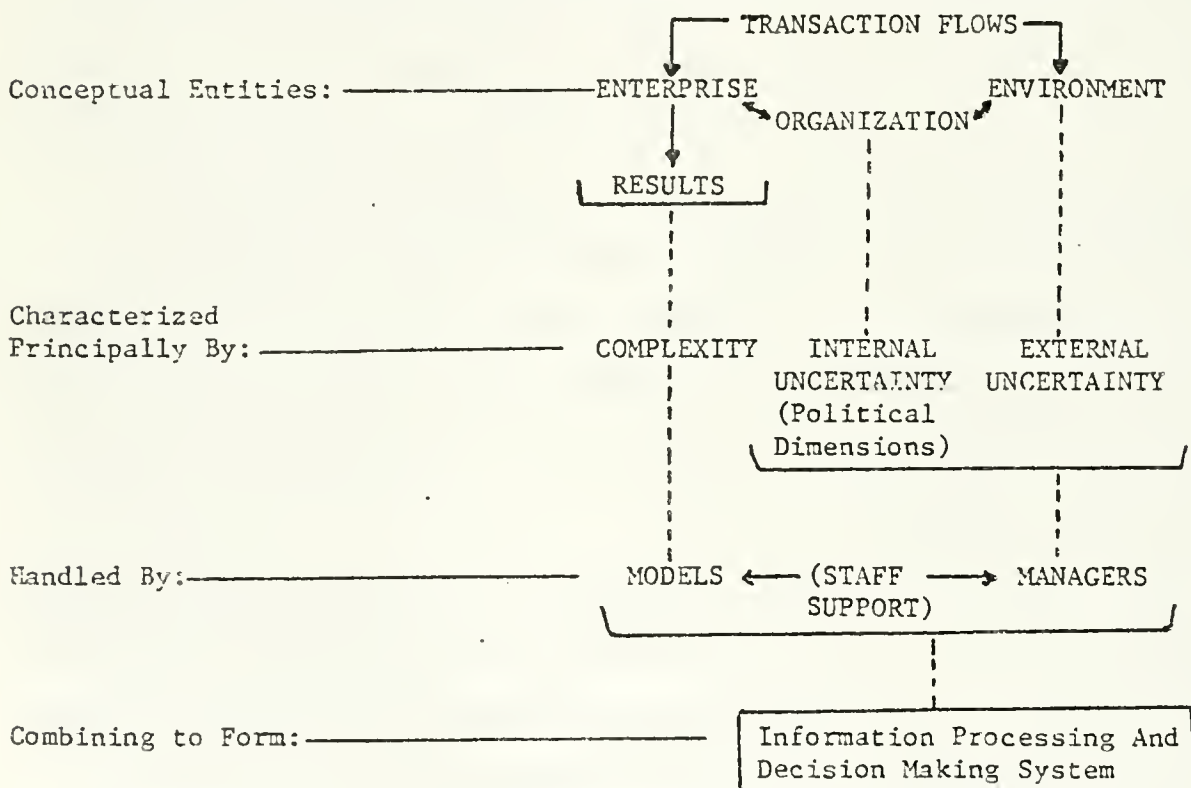 TRANSACTION FLOWS
Conceptual Entities: ENTERPRISE ENVIRONMENT
ORGANIZATION
RESULTS
Characterized
Principally By: COMPLEXITY INTERNAL EXTERNAL
UNCERTAINTY UNCERTAINTY
(Political
Dimensions)
Handled By: MODELS (STAFF MANAGERS
SUPPORT)
Combining to Form: Information Processing And
Decision Making System